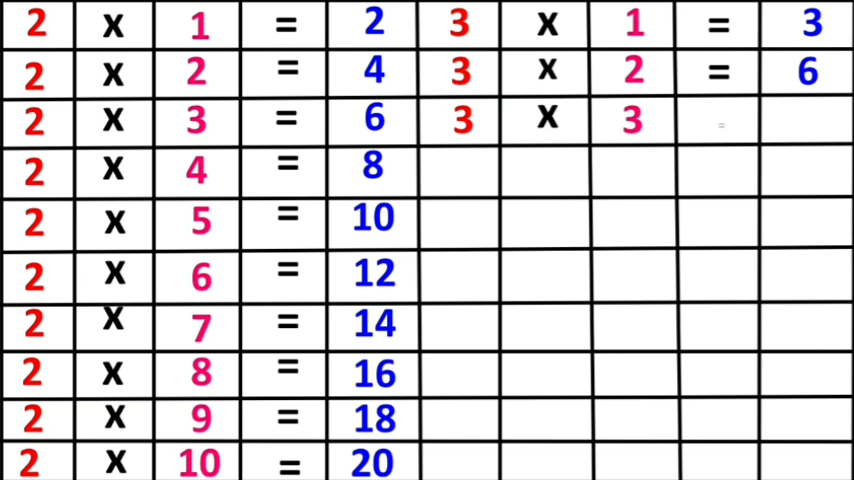 2 x 1 = 2 3 x 1 = 3
2 x 2 = 4 3 x 2 = 6
2 x 3 = 6 3 x 3 =
2 x 4 = 8
2 x 5 = 10
2 x 6 = 12
2 x 7 = 14
2 x 8 = 16
2 x 9 = 18
2 x 10 = 20